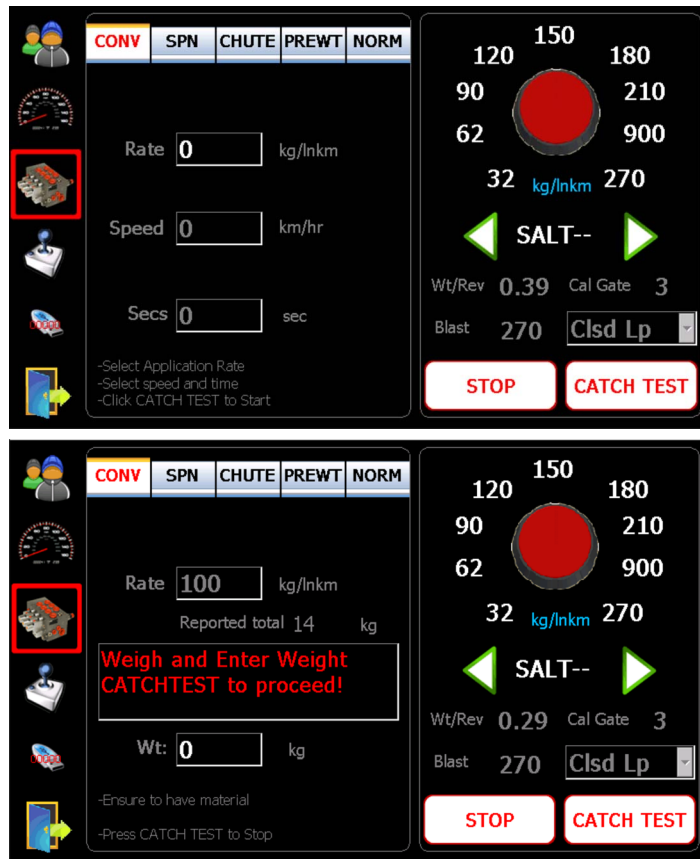 CONV SPN CHUTE PREWT NORM
Rate 0 kg/lnkm
Speed 0 km/hr
Secs 0 sec
-Select Application Rate
-Select speed and time
-Click CATCH TEST to Start
150
120 180
90 210
62 900
32 kg/lnkm 270
SALT--
Wt/Rev 0.39 Cal Gate 3
Blast 270 Clsd Lp
STOP CATCH TEST
CONV SPN CHUTE PREWT NORM
Rate 100 kg/lnkm
Reported total 14 kg
Weigh and Enter Weight
CATCHTEST to proceed!
Wt: 0 kg
-Ensure to have material
-Press CATCH TEST to Stop
150
120 180
90 210
62 900
32 kg/lnkm 270
SALT--
Wt/Rev 0.29 Cal Gate 3
Blast 270 Clsd Lp
STOP CATCH TEST